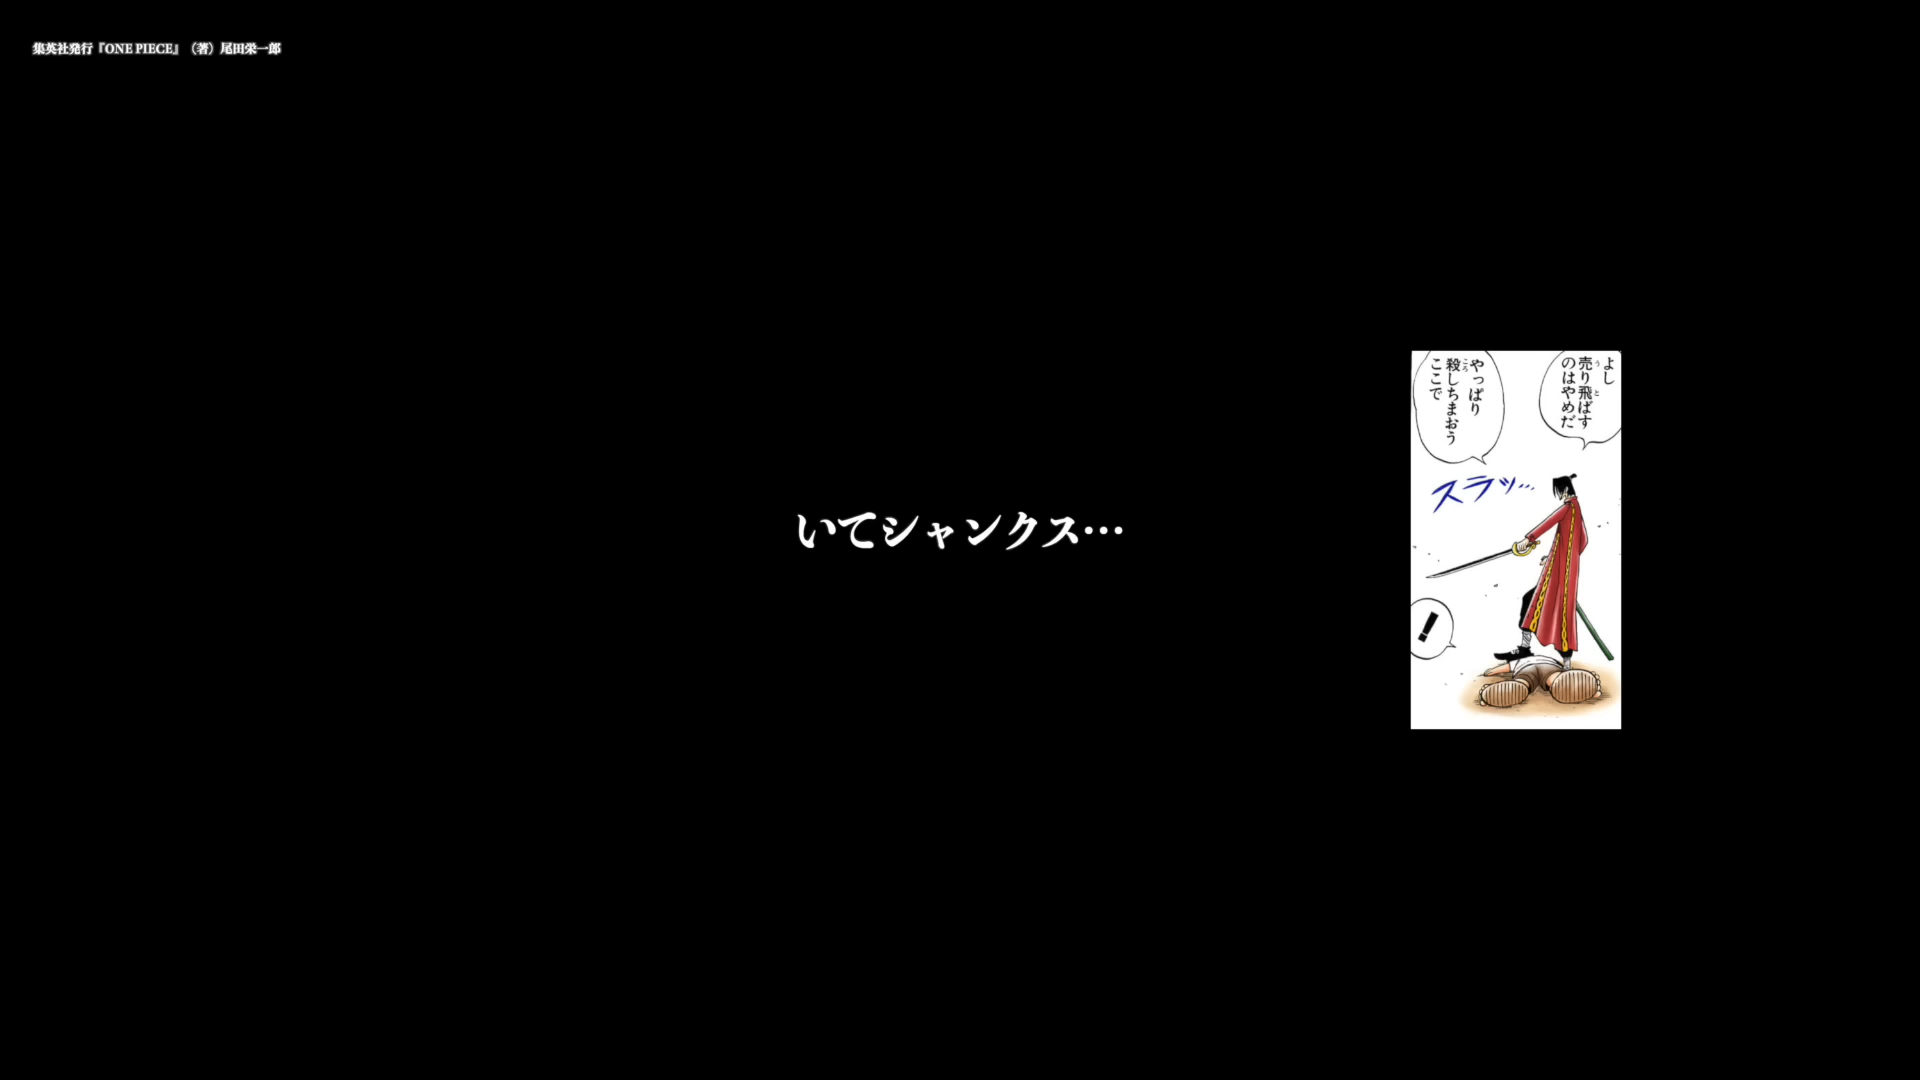 集英社発行『ONE PIECE』（著）尾田栄一郎
いてシャンクス…
よし
売り飛ばす
のはやめだ
やっぱり
殺しちまおう
ここで
スラッ…
!